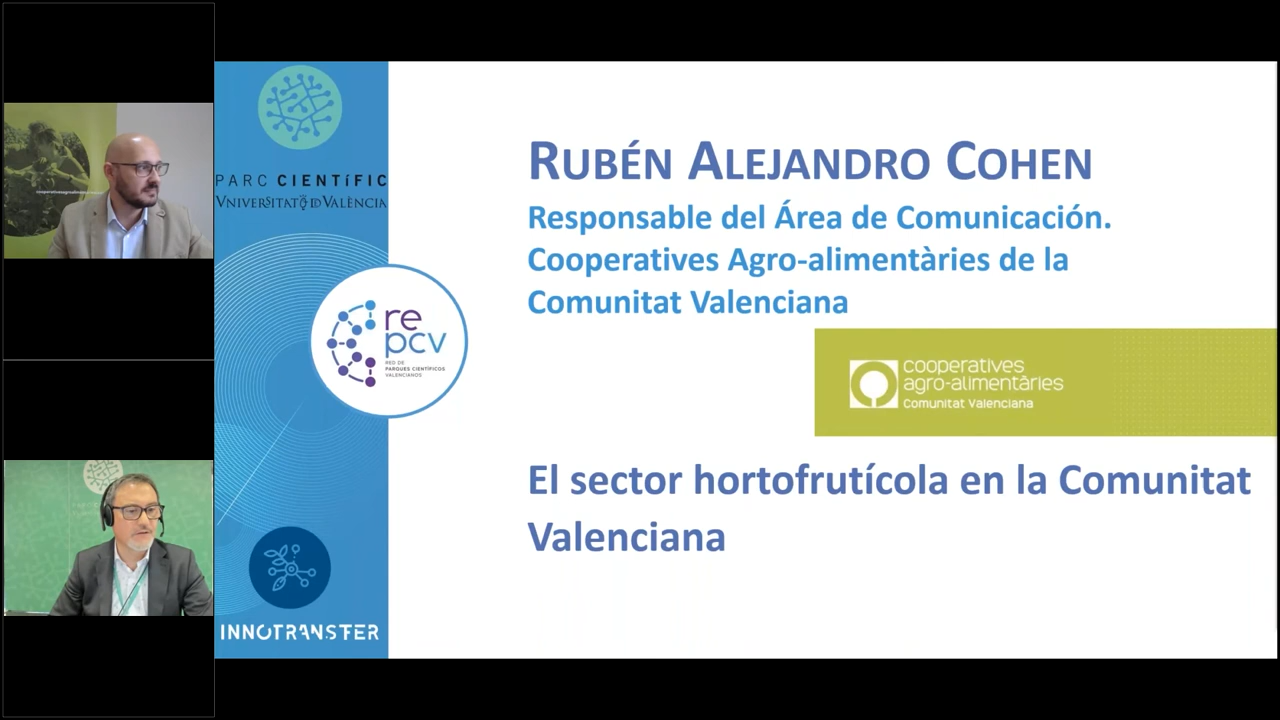 PARC CIENTÍFIC
VNIVERSITAT Q ID VALÈNCIA
re
pcv
RED DE
PARQUES CIENTÍFICOS
VALENCIANOS
INNOTRANSFER
RUBÉN ALEJANDRO COHEN
Responsable del Área de Comunicación.
Cooperatives Agro-alimentàries de la
Comunitat Valenciana
cooperatives
agro-alimentàries
Comunitat Valenciana
El sector hortofrutícola en la Comunitat
Valenciana